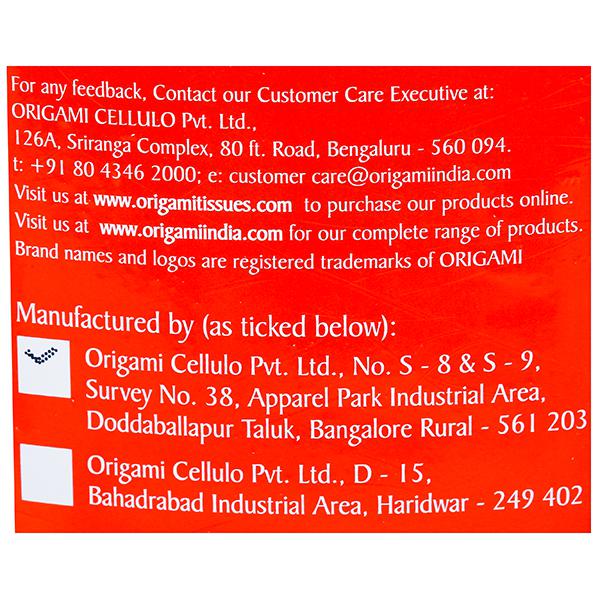 For any feedback, Contact our Customer Care Executive at:
ORIGAMI CELLULO Pvt. Ltd.,
126A, Sriranga Complex, 80 ft. Road, Bengaluru - 560 094.
t: +91 80 4346 2000; e: customer care@origamiindia.com
Visit us at www.origamitissues.com to purchase our products online.
Visit us at www.origamiindia.com for our complete range of products.
Brand names and logos are registered trademarks of ORIGAMI
Manufactured by (as ticked below):
Origami Cellulo Pvt. Ltd., No. S - 8 & S - 9,
Survey No. 38, Apparel Park Industrial Area,
Doddaballapur Taluk, Bangalore Rural - 561 203
Origami Cellulo Pvt. Ltd., D - 15,
Bahadrabad Industrial Area, Haridwar - 249 402